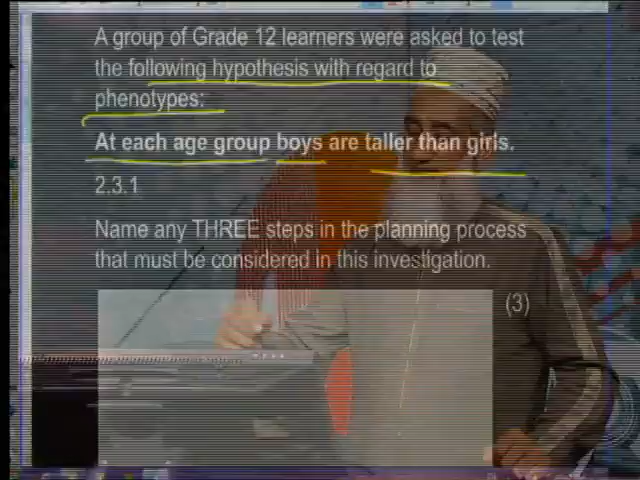 A group of Grade 12 learners were asked to test
the following hypothesis with regard to
phenotypes:
At each age group boys are taller than girls.
2.3.1
Name any THREE steps in the planning process
that must be considered in this investigation.
(3)